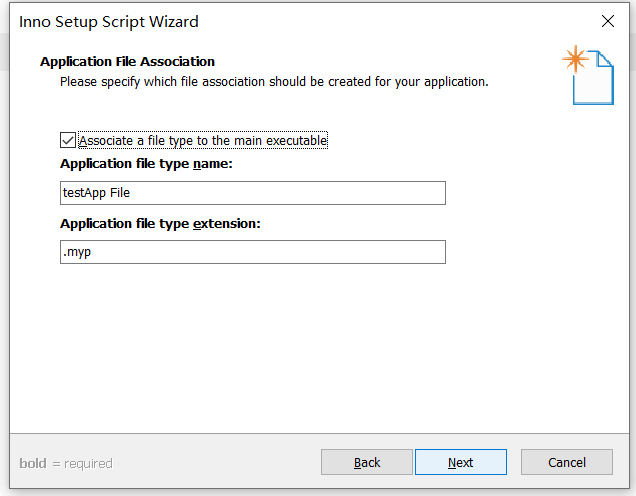 Inno Setup Script Wizard
Application File Association
Please specify which file association should be created for your application.
Associate a file type to the main executable
Application file type name:
testApp File
Application file type extension:
.myp
bold = required
Back
Next
Cancel